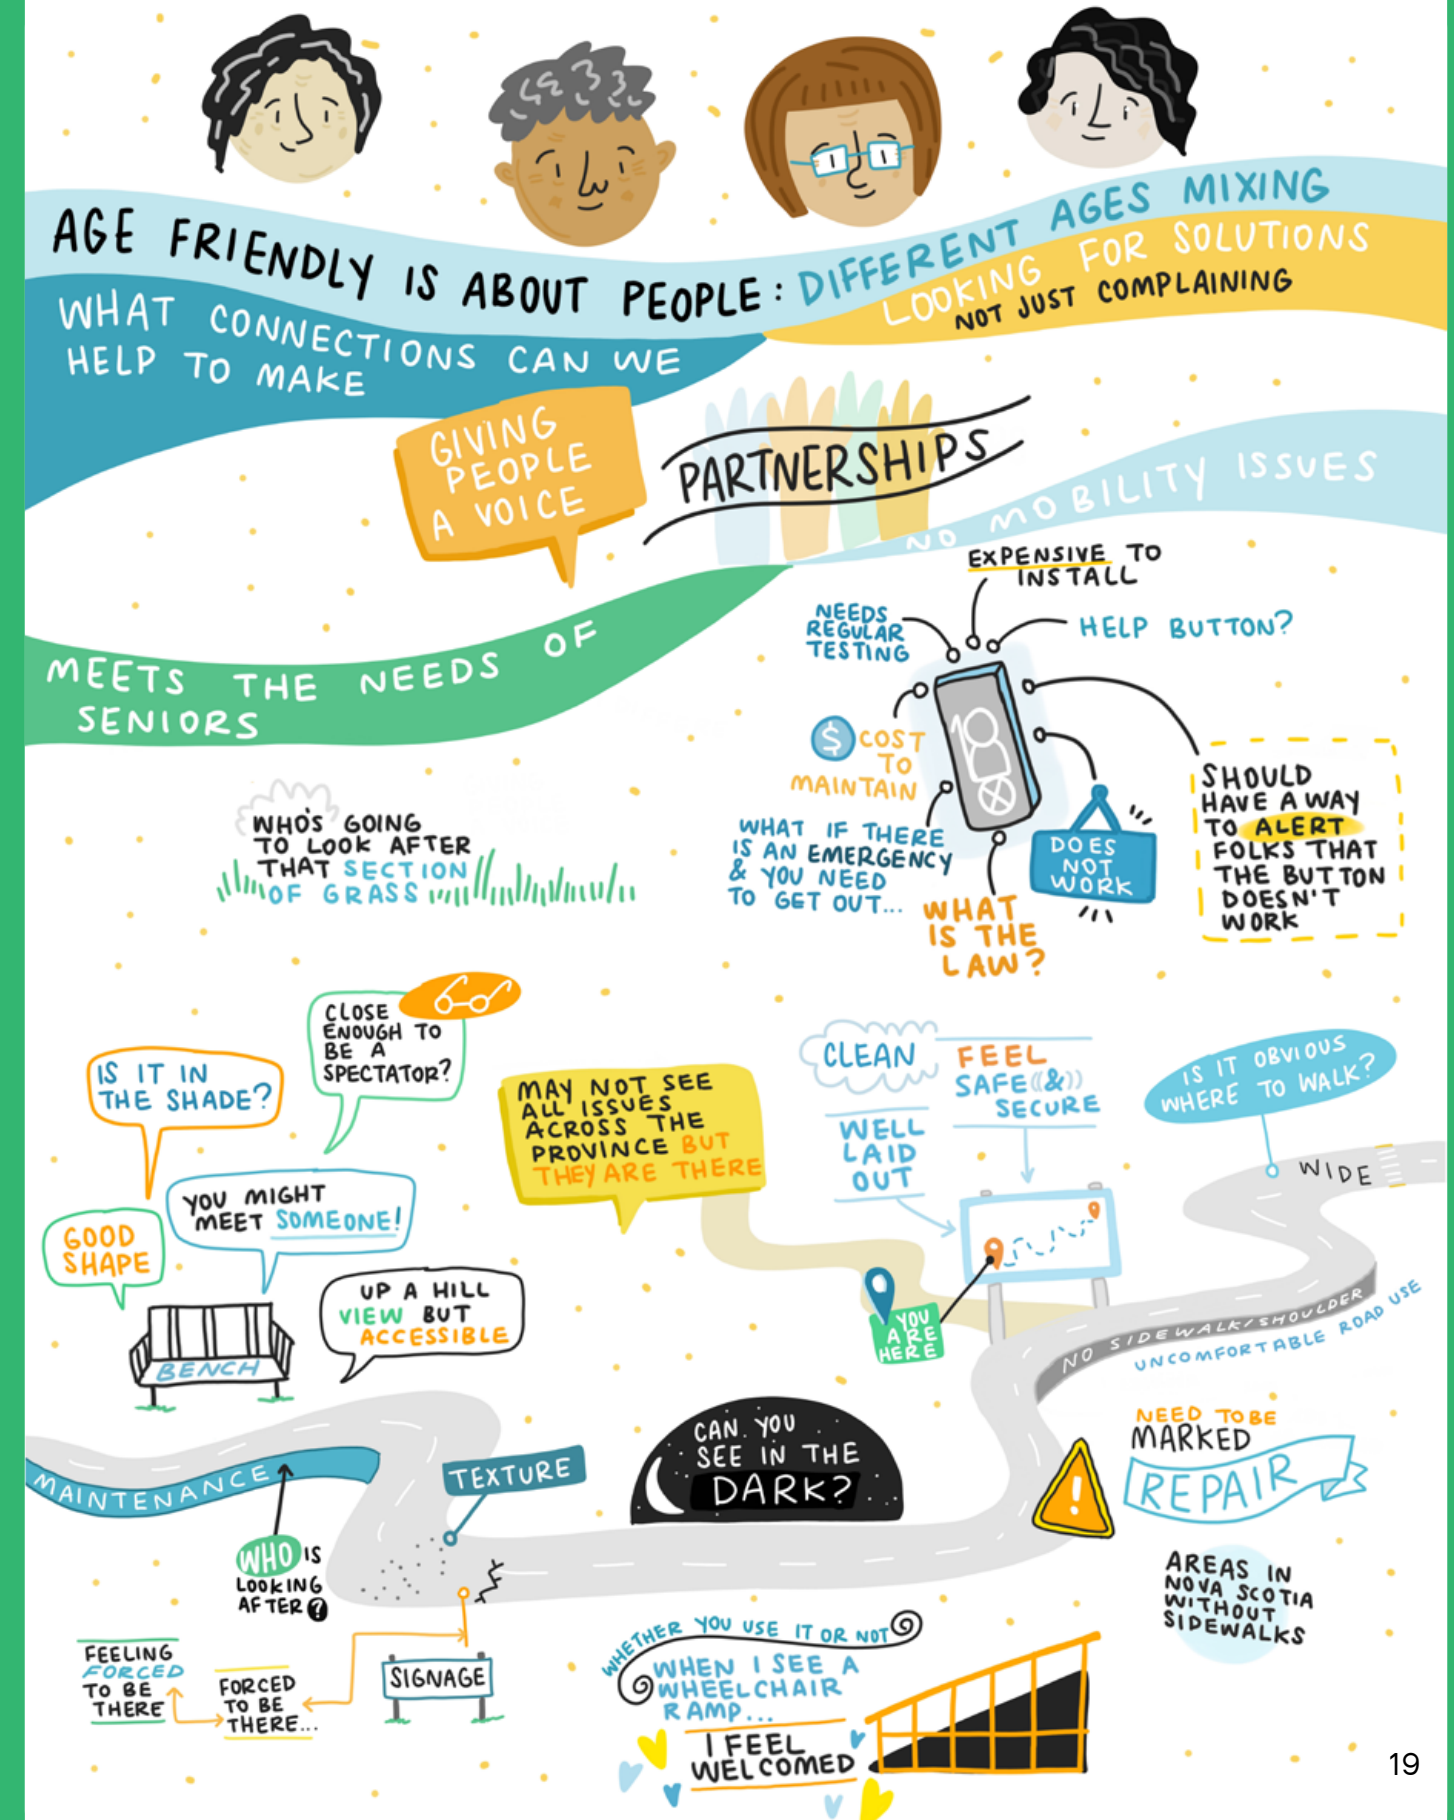 AGE FRIENDLY IS ABOUT PEOPLE: DIFFERENT AGES MIXING
LOOKING FOR SOLUTIONS
NOT JUST COMPLAINING
WHAT CONNECTIONS CAN WE
HELP TO MAKE
GIVING
PEOPLE
A VOICE
PARTNERSHIPS
NO MOBILITY ISSUES
MEETS THE NEEDS OF
SENIORS
EXPENSIVE TO
INSTALL
NEEDS
REGULAR
TESTING
HELP BUTTON?
$ COST
TO
MAINTAIN
WHAT IF THERE
IS AN EMERGENCY
& YOU NEED
TO GET OUT...
WHAT
IS THE
LAW?
DOES
NOT
WORK
SHOULD
HAVE A WAY
TO ALERT
FOLKS THAT
THE BUTTON
DOESN'T
WORK
WHO'S GOING
TO LOOK AFTER
THAT SECTION
OF GRASS
CLOSE
ENOUGH TO
BE A
SPECTATOR?
IS IT IN
THE SHADE?
YOU MIGHT
MEET SOMEONE!
GOOD
SHAPE
UP A HILL
VIEW BUT
ACCESSIBLE
BENCH
MAY NOT SEE
ALL ISSUES
ACROSS THE
PROVINCE BUT
THEY ARE THERE
CLEAN
FEEL
SAFE &
SECURE
WELL
LAID
OUT
IS IT OBVIOUS
WHERE TO WALK?
WIDE
YOU
ARE
HERE
NO SIDEWALK/SHOULDER
UNCOMFORTABLE ROAD USE
MAINTENANCE
WHO IS
LOOKING
AFTER?
TEXTURE
CAN YOU
SEE IN THE
DARK?
!
NEED TO BE
MARKED
REPAIR
AREAS IN
NOVA SCOTIA
WITHOUT
SIDEWALKS
FEELING
FORCED
TO BE
THERE
FORCED
TO BE
THERE...
SIGNAGE
WHETHER YOU USE IT OR NOT
WHEN I SEE A
WHEELCHAIR
RAMP...
I FEEL
WELCOMED
19